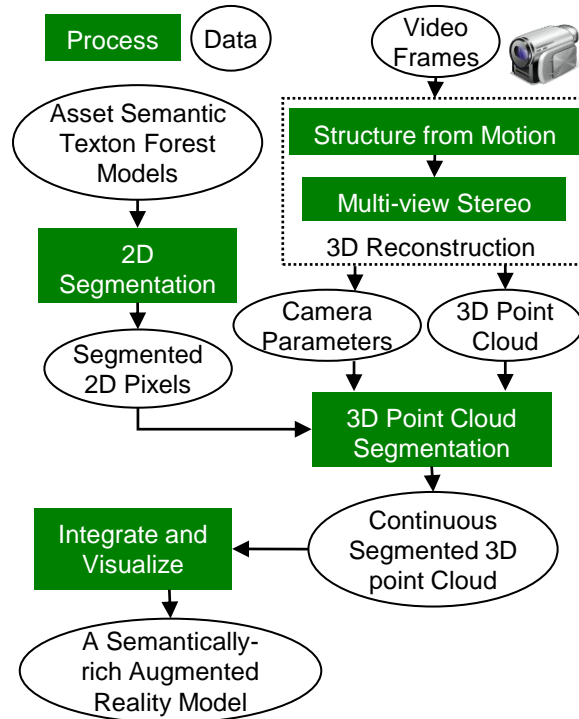 Process
Data
Video
Frames
Asset Semantic
Texton Forest
Models
Structure from Motion
Multi-view Stereo
3D Reconstruction
2D
Segmentation
Camera
Parameters
3D Point
Cloud
Segmented
2D Pixels
3D Point Cloud
Segmentation
Continuous
Segmented 3D
point Cloud
Integrate and
Visualize
A Semantically-
rich Augmented
Reality Model